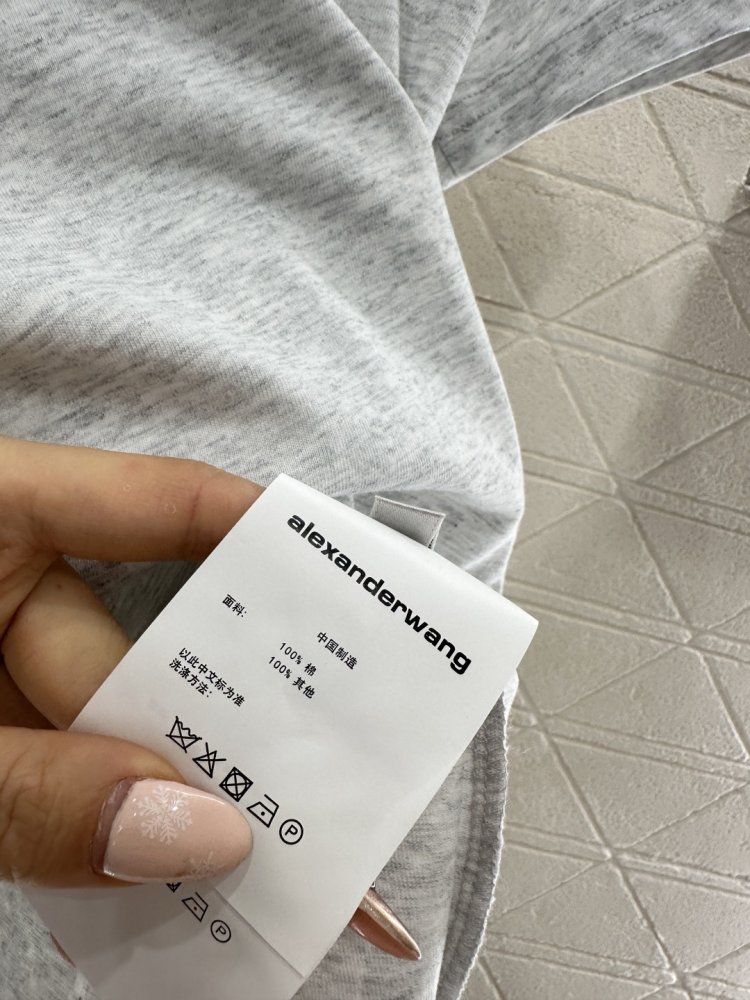 alexanderwang
中国制造
面料:
100% 棉
100% 其他
以此中文标为准
洗涤方法:
P
P